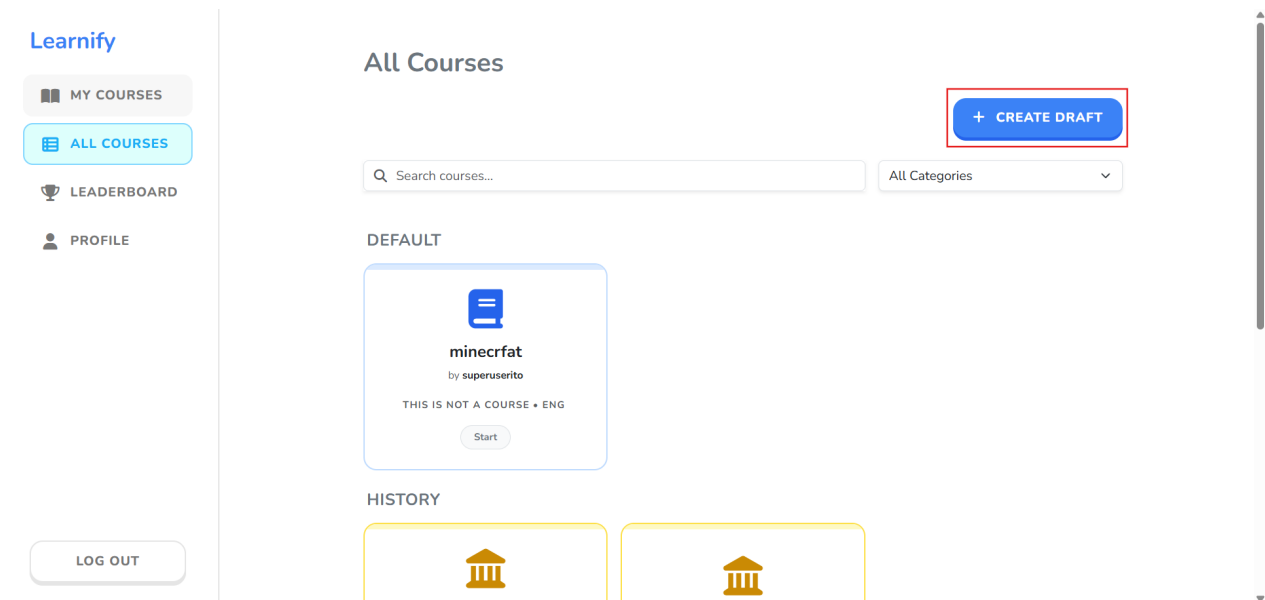 Learnify
MY COURSES
ALL COURSES
LEADERBOARD
PROFILE
LOG OUT
All Courses
+ CREATE DRAFT
Search courses...
All Categories
DEFAULT
minecrfat
by superuserito
THIS IS NOT A COURSE • ENG
Start
HISTORY